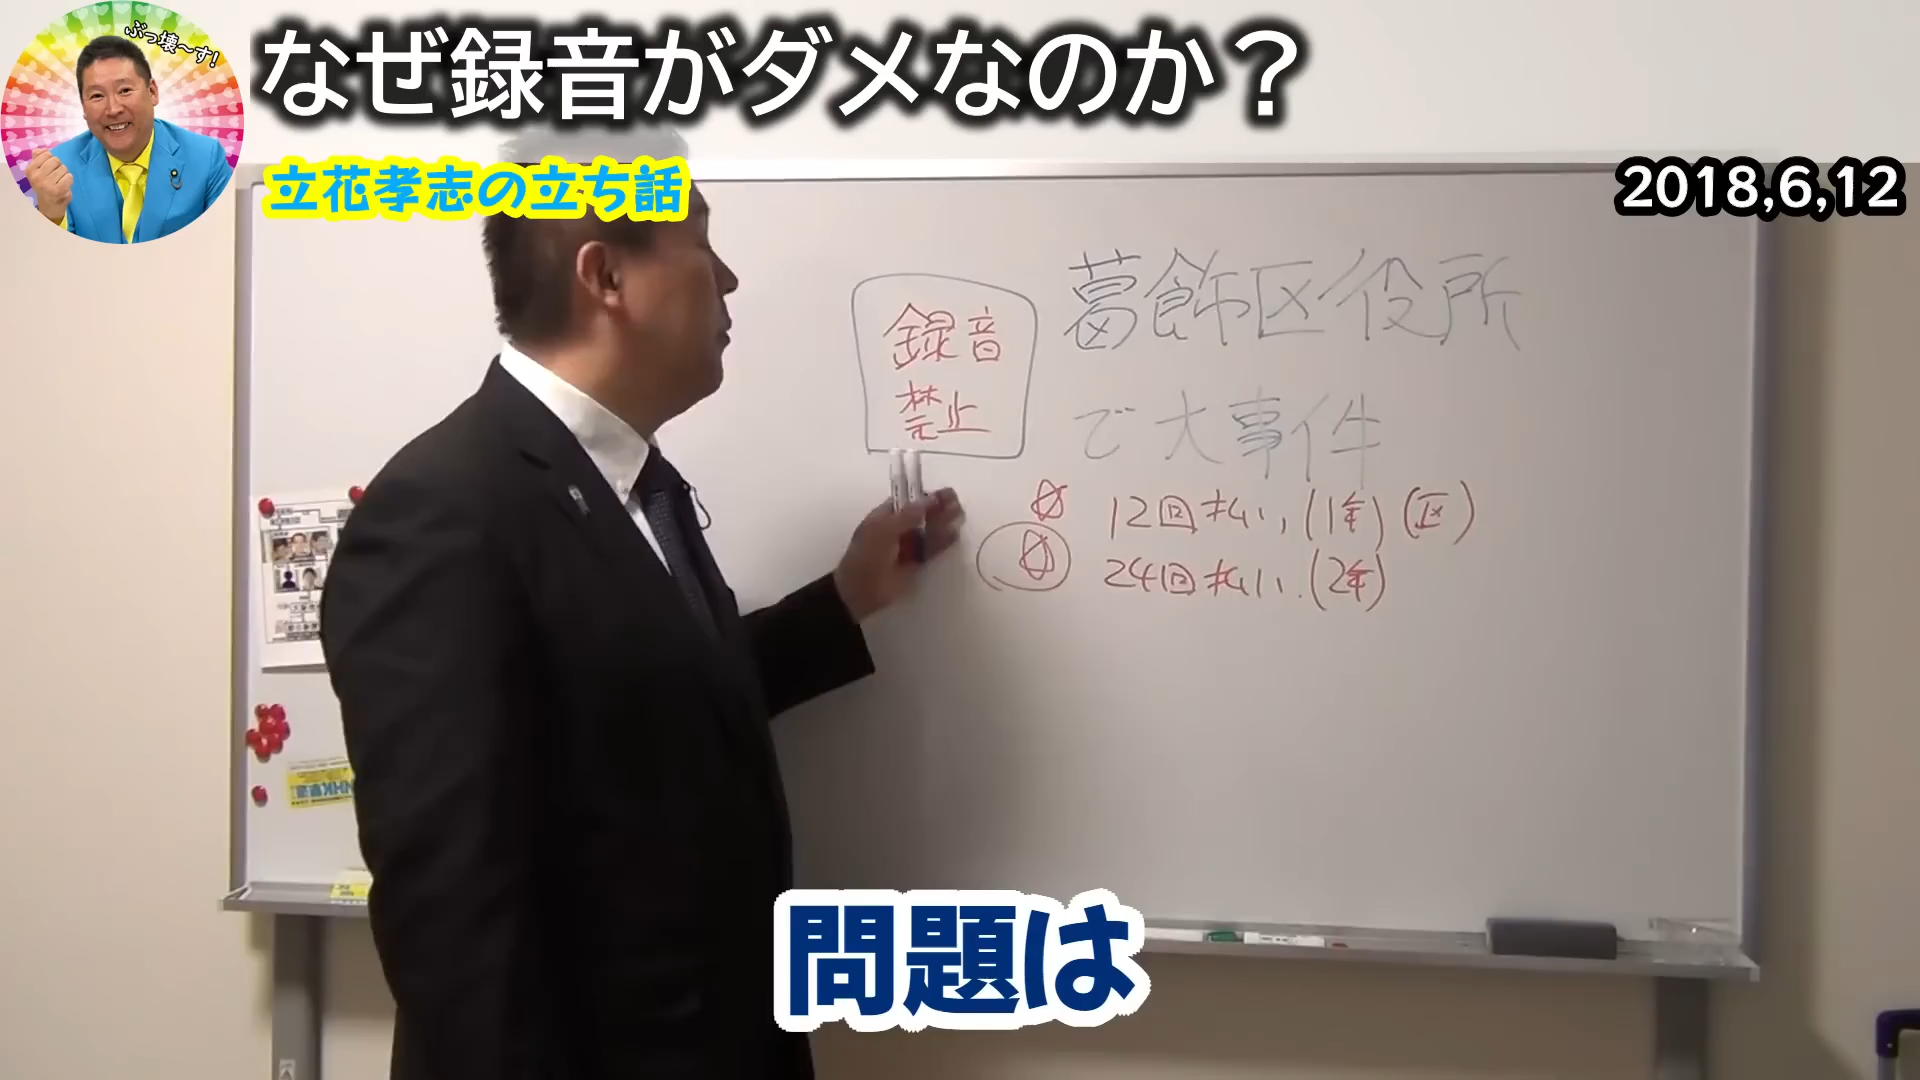 ぶっ壊〜す!
なぜ録音がダメなのか？
立花孝志の立ち話
2018,6,12
録音
禁止
葛飾区役所
で大事件
12回払い,(1年)(区)
24回払い.(2年)
問題は